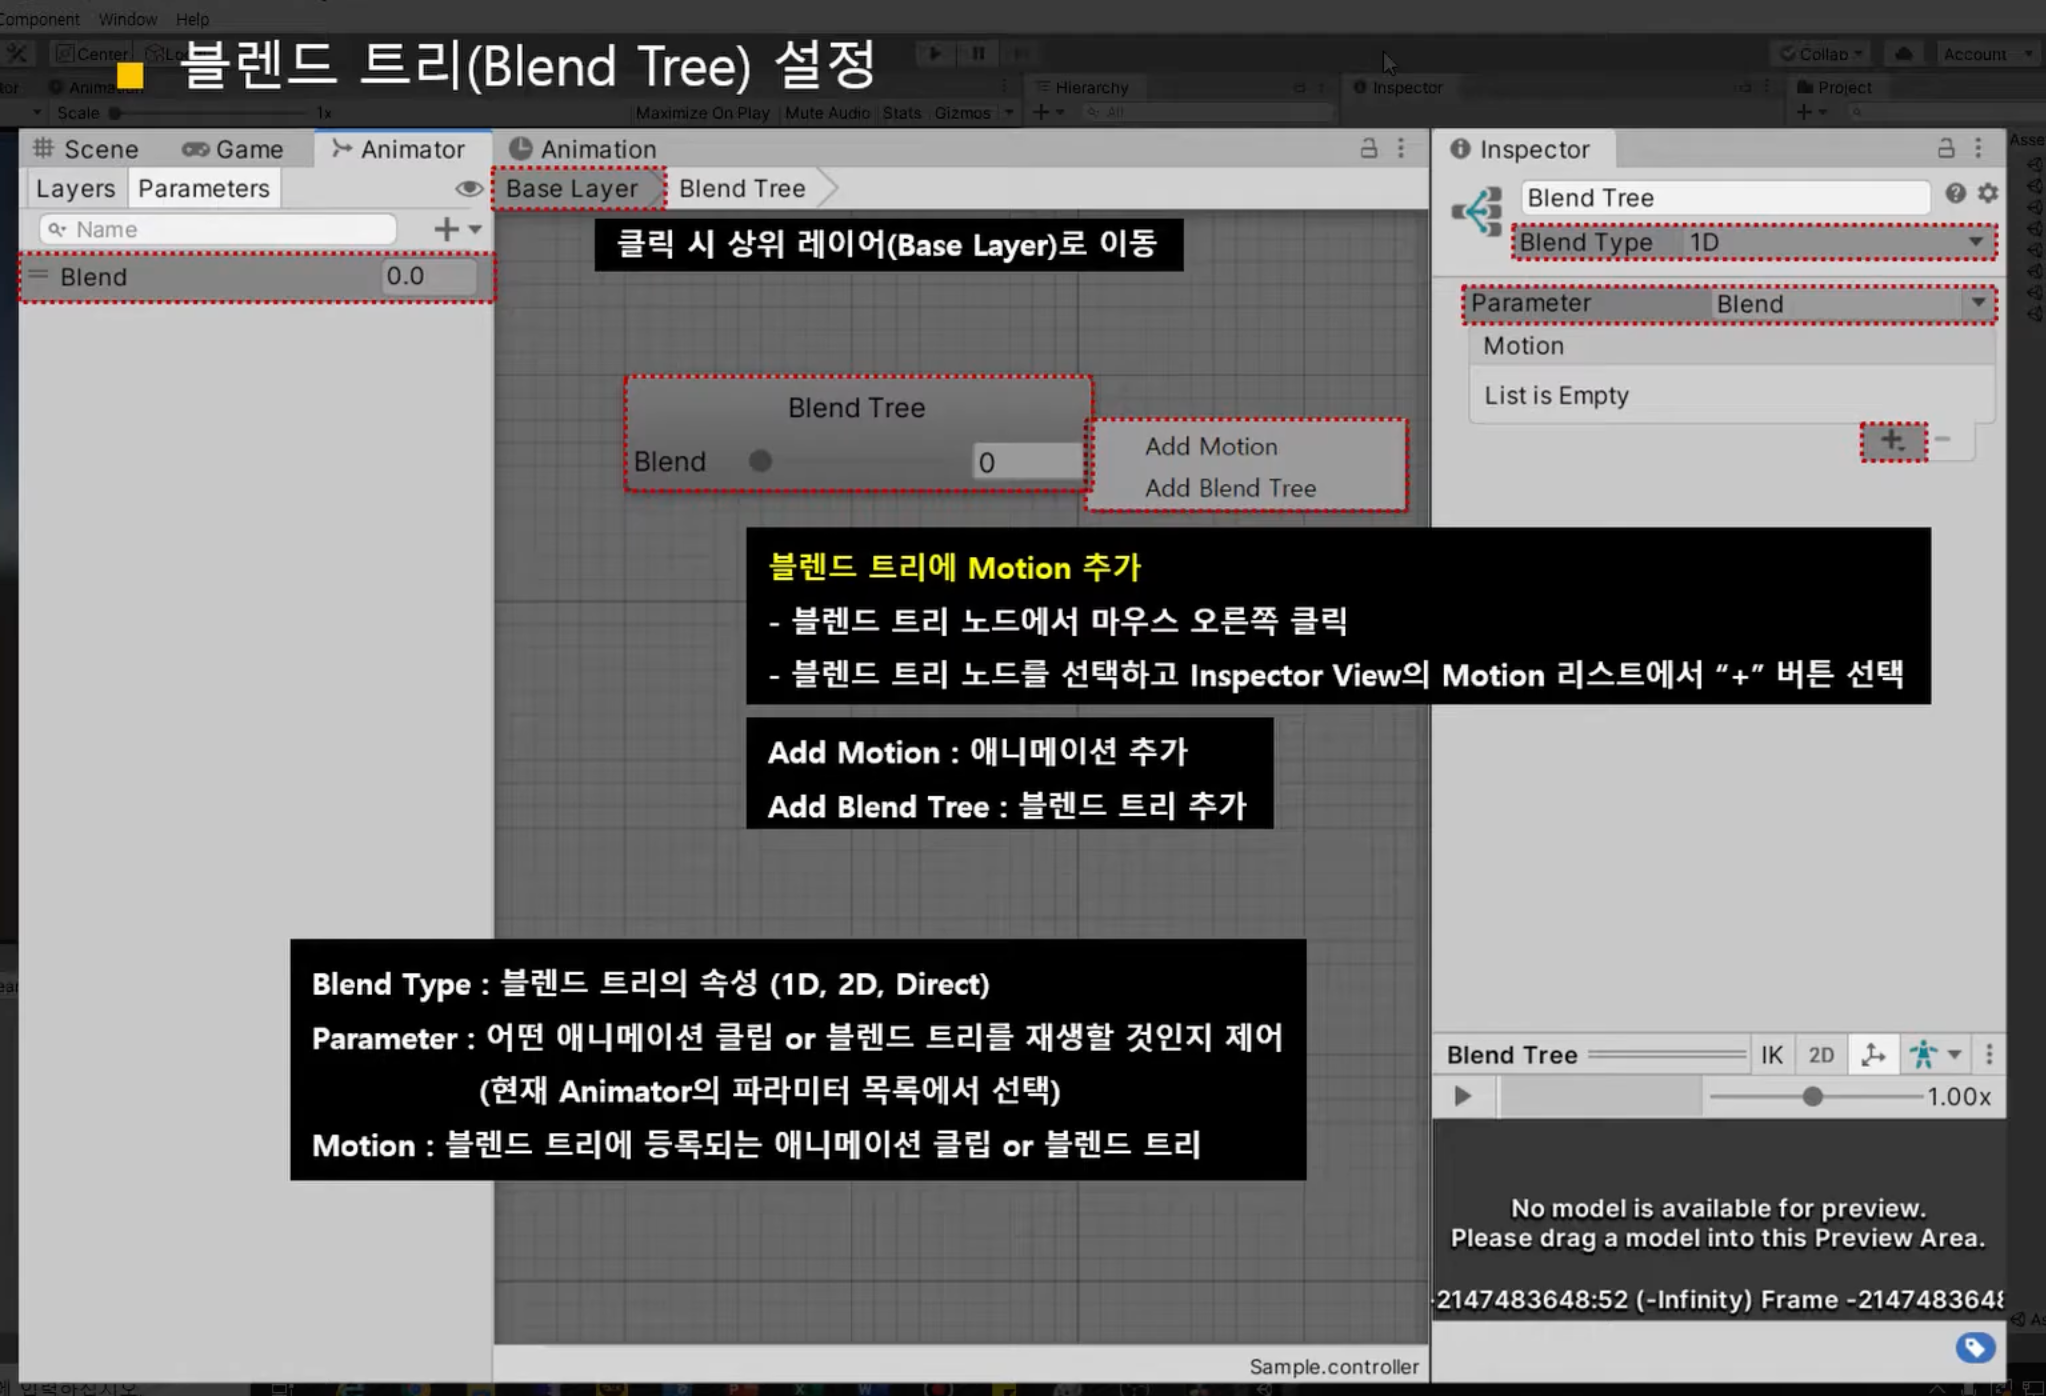 Component Window Help
■ 블렌드 트리(Blend Tree) 설정
Center
Collab
Account
Hierarchy
Inspector
Project
Scale 1x
Maximize On Play Mute Audio Stats Gizmos
All
Scene Game Animator Animation
Layers Parameters
Base Layer Blend Tree
Name
클릭 시 상위 레이어(Base Layer)로 이동
Blend 0.0
Blend Tree
Blend 0
Add Motion
Add Blend Tree
블렌드 트리에 Motion 추가
- 블렌드 트리 노드에서 마우스 오른쪽 클릭
- 블렌드 트리 노드를 선택하고 Inspector View의 Motion 리스트에서 “+” 버튼 선택
Add Motion : 애니메이션 추가
Add Blend Tree : 블렌드 트리 추가
Blend Type : 블렌드 트리의 속성 (1D, 2D, Direct)
Parameter : 어떤 애니메이션 클립 or 블렌드 트리를 재생할 것인지 제어
(현재 Animator의 파라미터 목록에서 선택)
Motion : 블렌드 트리에 등록되는 애니메이션 클립 or 블렌드 트리
Sample.controller
Inspector
Blend Tree
Blend Type 1D
Parameter Blend
Motion
List is Empty
Blend Tree IK 2D
1.00x
No model is available for preview.
Please drag a model into this Preview Area.
-2147483648:52 (-Infinity) Frame -2147483648